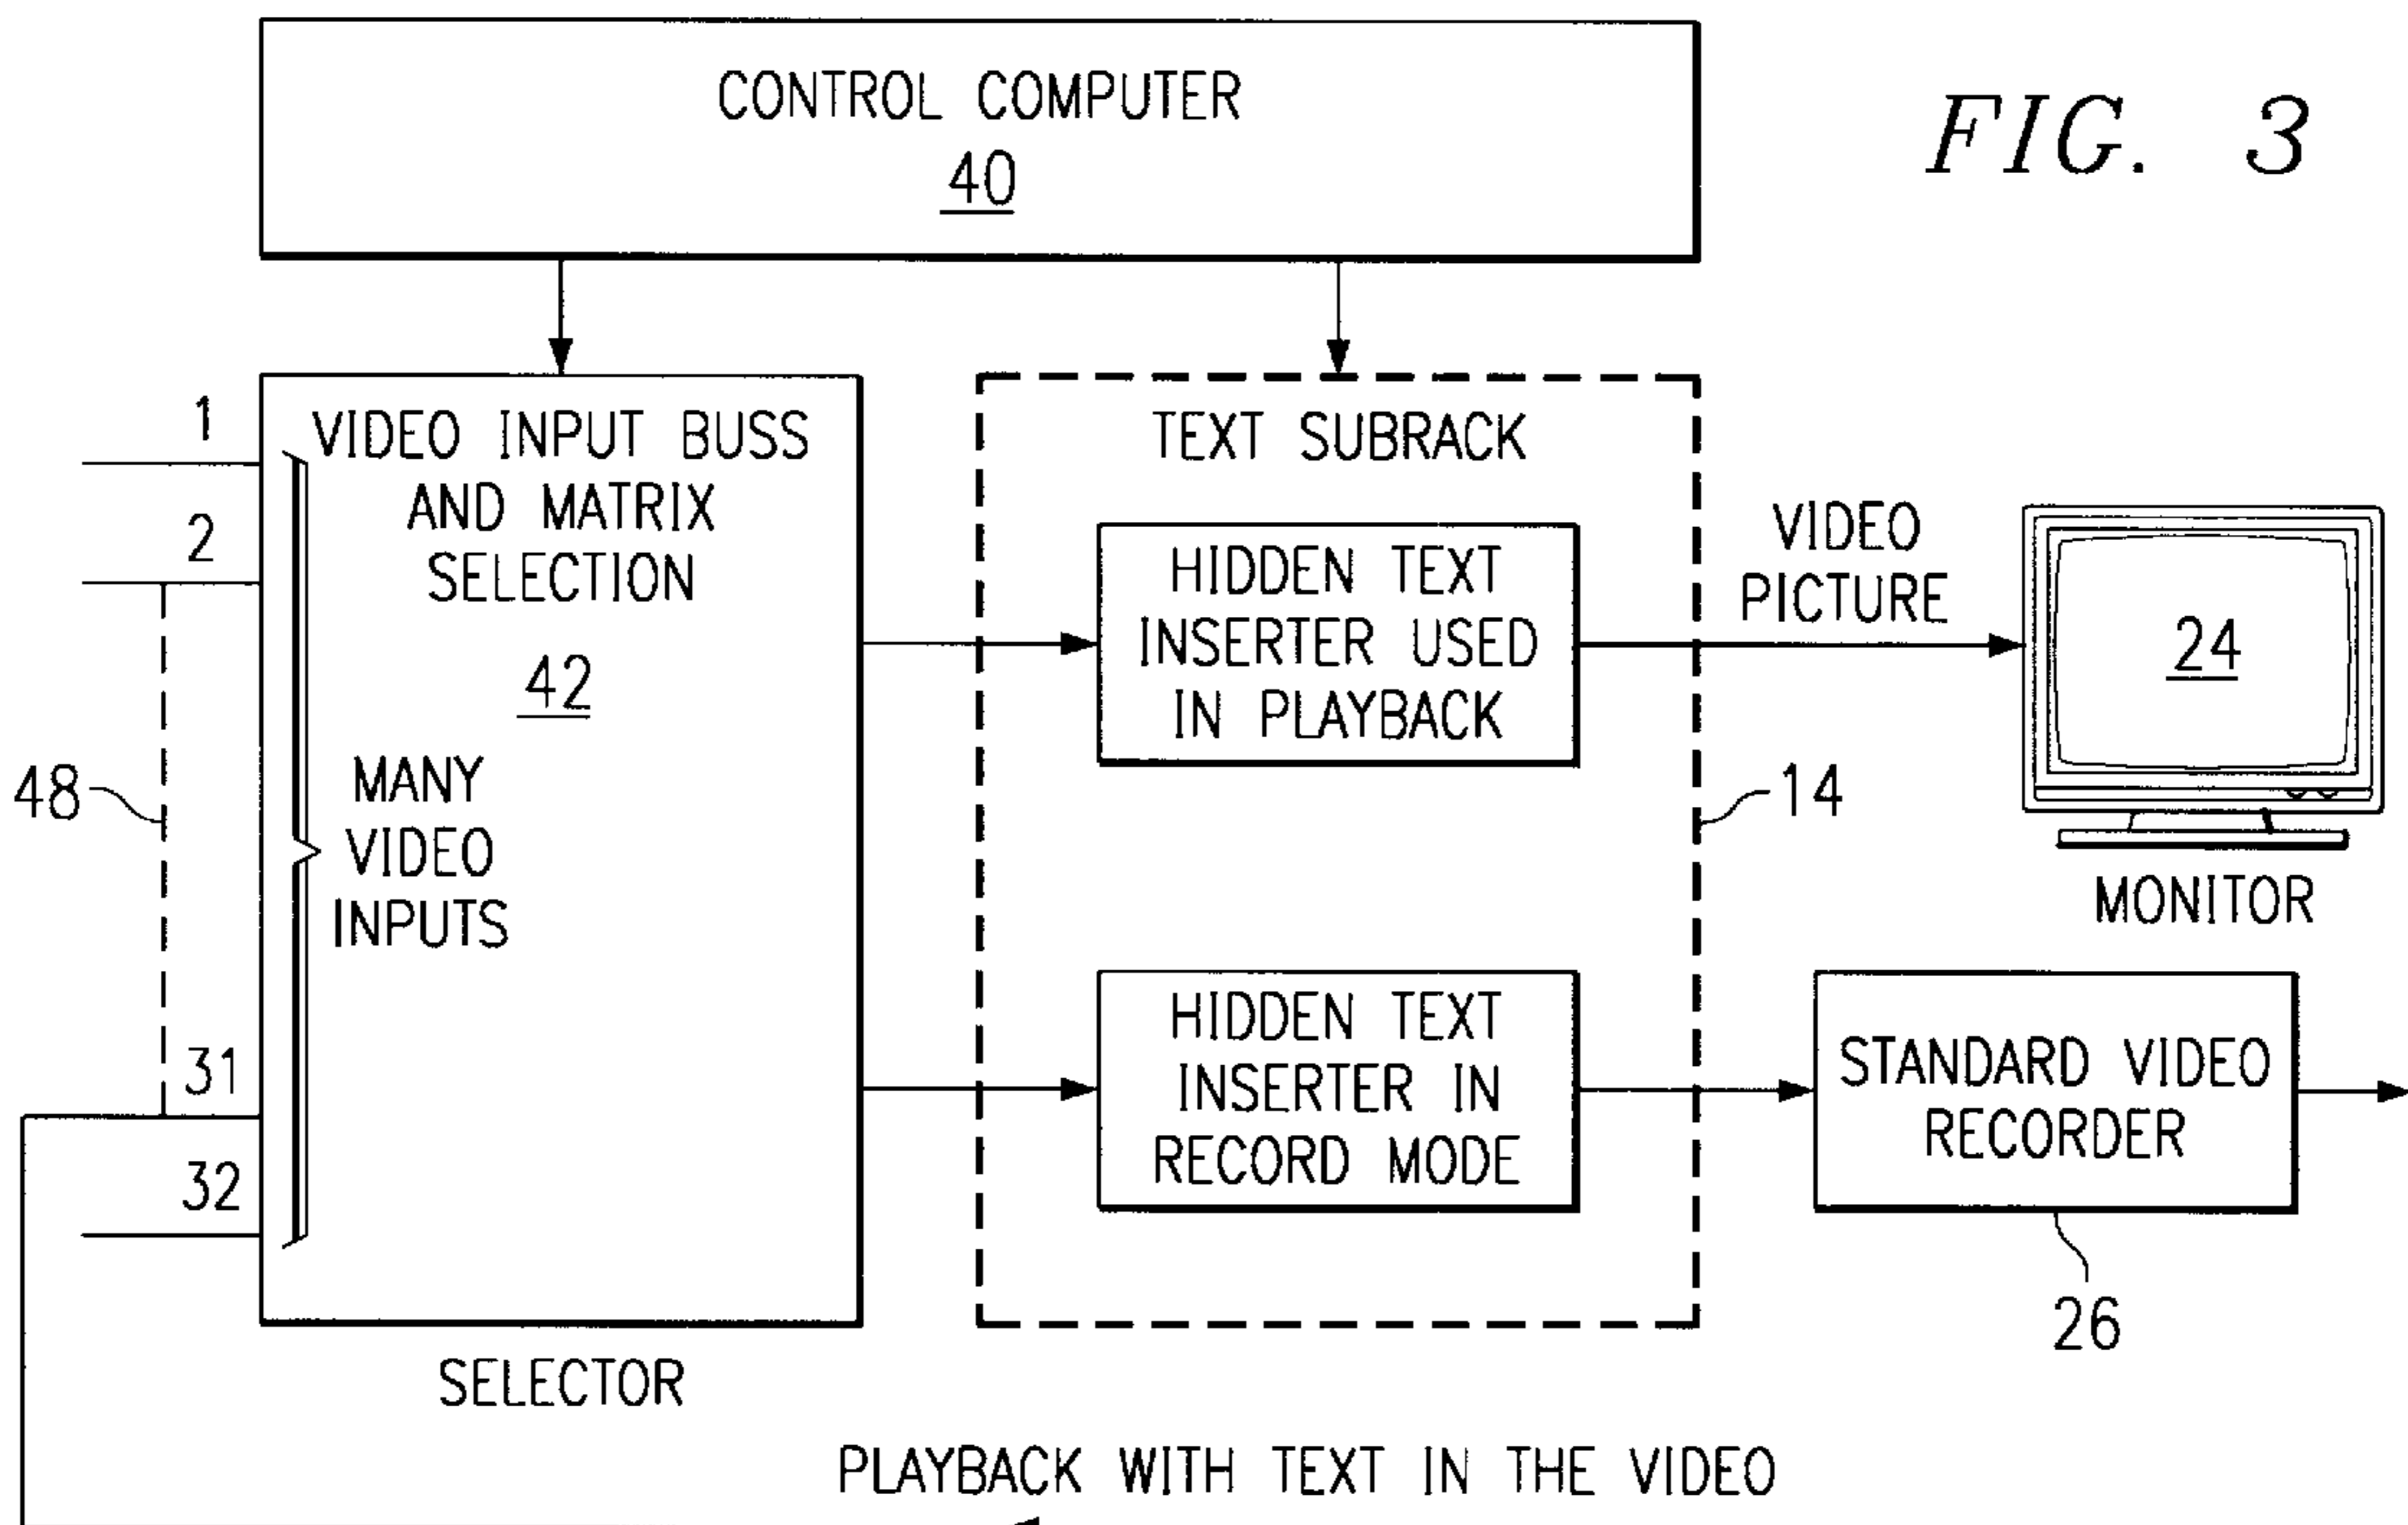 CONTROL COMPUTER
40
FIG. 3
1
2
31
32
48
VIDEO INPUT BUSS
AND MATRIX
SELECTION
42
MANY
VIDEO
INPUTS
SELECTOR
TEXT SUBRACK
HIDDEN TEXT
INSERTER USED
IN PLAYBACK
HIDDEN TEXT
INSERTER IN
RECORD MODE
14
VIDEO
PICTURE
24
MONITOR
STANDARD VIDEO
RECORDER
26
PLAYBACK WITH TEXT IN THE VIDEO